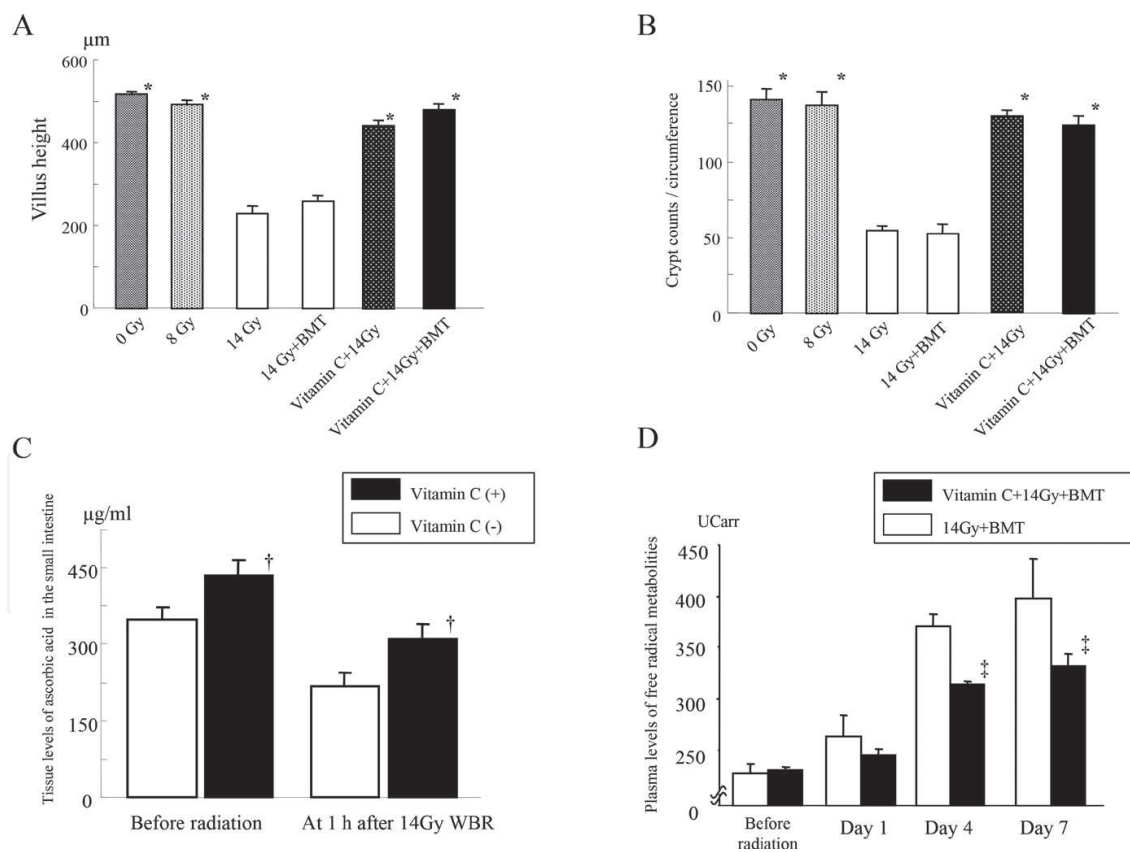 A
μm
600
400
200
0
Villus height
*
*
*
*
0 Gy
8 Gy
14 Gy
14 Gy+BMT
Vitamin C+14Gy
Vitamin C+14Gy+BMT
B
150
100
50
0
Crypt counts / circumference
*
*
*
*
0 Gy
8 Gy
14 Gy
14 Gy+BMT
Vitamin C+14Gy
Vitamin C+14Gy+BMT
C
Vitamin C (+)
Vitamin C (-)
μg/ml
450
300
150
0
Tissue levels of ascorbic acid in the small intestine
†
†
Before radiation
At 1 h after 14Gy WBR
D
Vitamin C+14Gy+BMT
14Gy+BMT
UCarr
450
400
350
300
250
0
Plasma levels of free radical metabolities
‡
‡
Before
radiation
Day 1
Day 4
Day 7